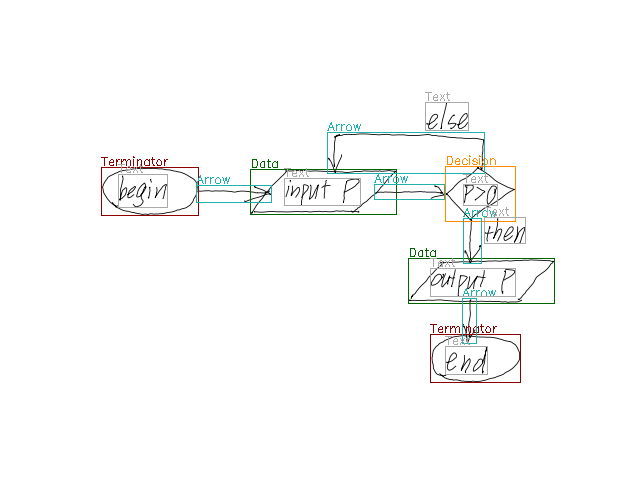 Text
else
Arrow
Terminator
Text
begin
Arrow
Data
Text
input P
Arrow
Decision
Text
P>0
Arrow
Text
then
Data
Text
output P
Arrow
Terminator
Text
end